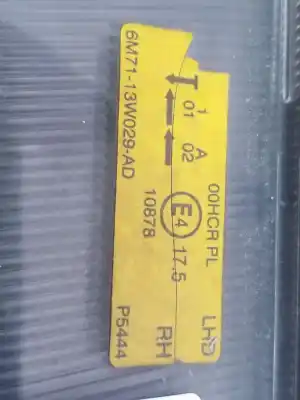 6M71-13W029-AD
1 A 00HCR PL LHD
01 02
E4 17.5 RH
10878
P5444